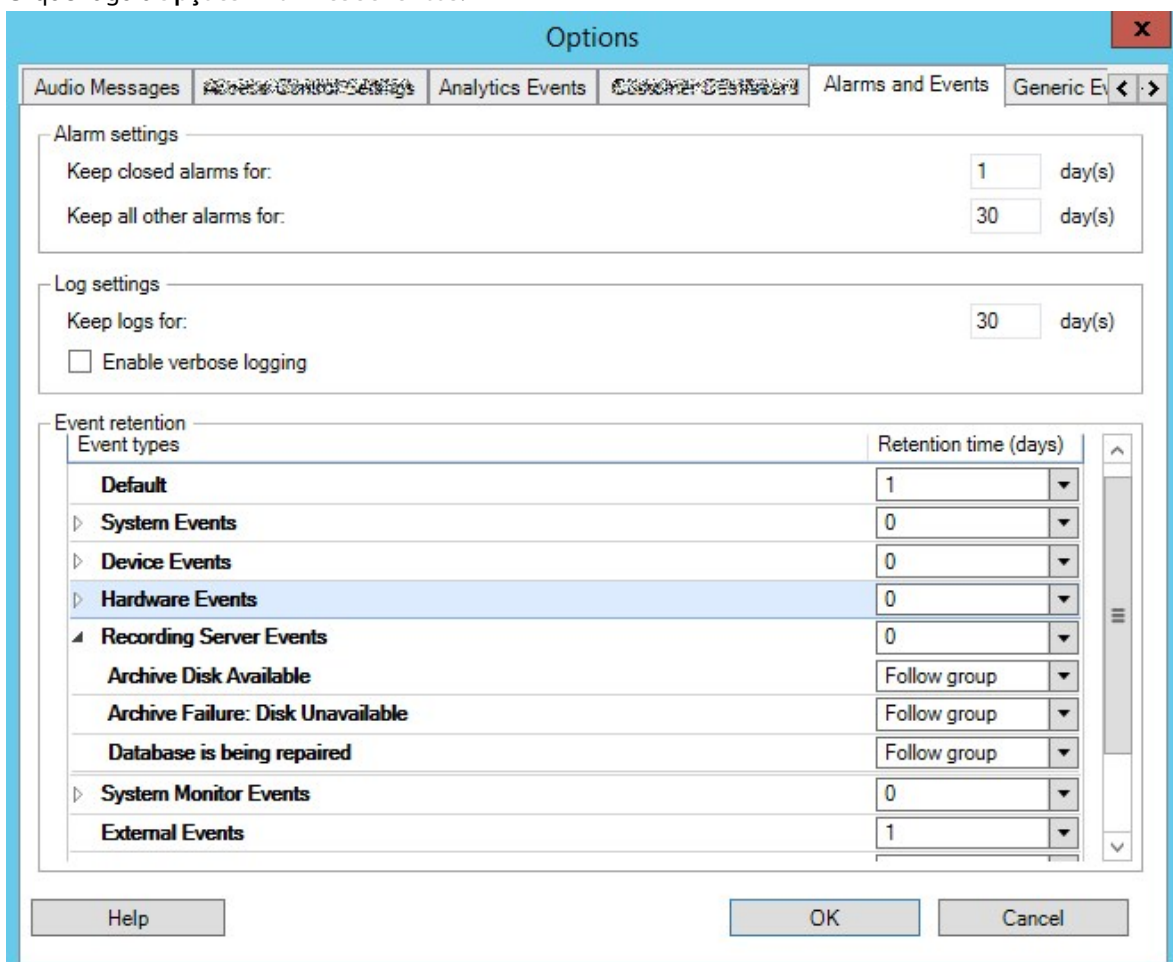 Options
x
Audio Messages Analytics Events Alarms and Events Generic Ev
Alarm settings
Keep closed alarms for: 1 day(s)
Keep all other alarms for: 30 day(s)
Log settings
Keep logs for: 30 day(s)
Enable verbose logging
Event retention
Event types Retention time (days)
Default 1
System Events 0
Device Events 0
Hardware Events 0
Recording Server Events 0
Archive Disk Available Follow group
Archive Failure: Disk Unavailable Follow group
Database is being repaired Follow group
System Monitor Events 0
External Events 1
Help OK Cancel